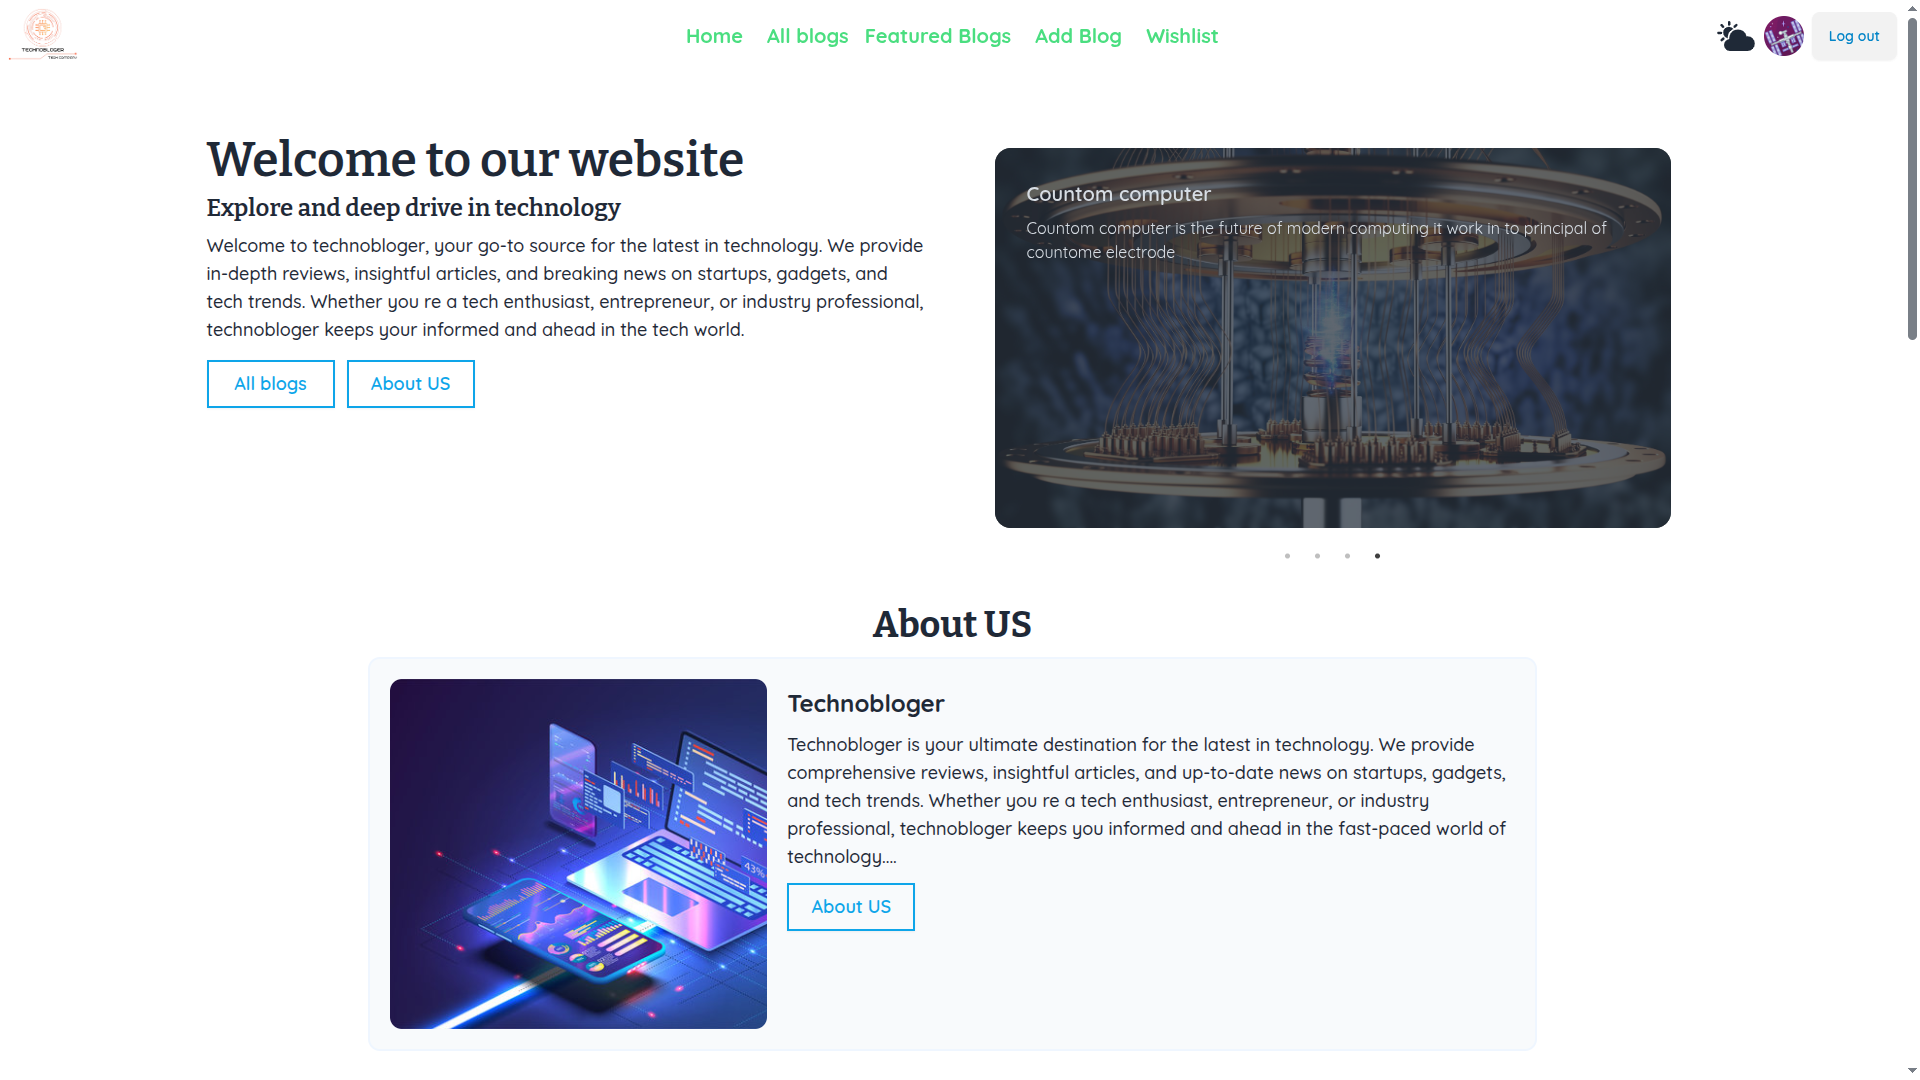 TECHNOBLOGER
TECH COMPANY
Home
All blogs
Featured Blogs
Add Blog
Wishlist
Log out
Welcome to our website
Explore and deep drive in technology
Welcome to technobloger, your go-to source for the latest in technology. We provide
in-depth reviews, insightful articles, and breaking news on startups, gadgets, and
tech trends. Whether you re a tech enthusiast, entrepreneur, or industry professional,
technobloger keeps your informed and ahead in the tech world.
All blogs
About US
Countom computer
Countom computer is the future of modern computing it work in to principal of
countome electrode
About US
43%
Technobloger
Technobloger is your ultimate destination for the latest in technology. We provide
comprehensive reviews, insightful articles, and up-to-date news on startups, gadgets,
and tech trends. Whether you re a tech enthusiast, entrepreneur, or industry
professional, technobloger keeps you informed and ahead in the fast-paced world of
technology....
About US